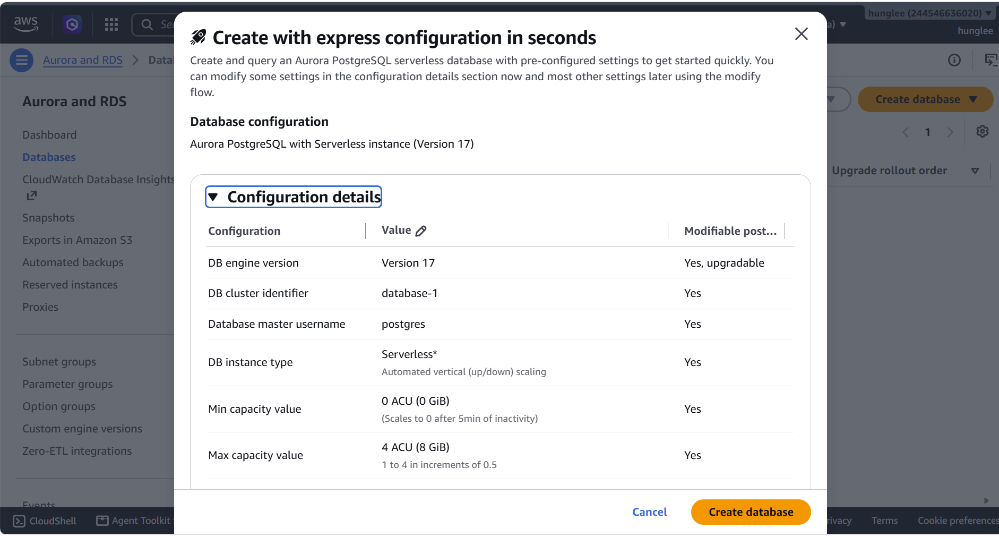 aws
hunglee (244546636020)
hunglee
Aurora and RDS
Create with express configuration in seconds
Create and query an Aurora PostgreSQL serverless database with pre-configured settings to get started quickly. You
can modify some settings in the configuration details section now and most other settings later using the modify
flow.
Database configuration
Aurora PostgreSQL with Serverless instance (Version 17)
Configuration details
Configuration Value Modifiable post...
DB engine version Version 17 Yes, upgradable
DB cluster identifier database-1 Yes
Database master username postgres Yes
DB instance type Serverless* Yes
Automated vertical (up/down) scaling
Min capacity value 0 ACU (0 GiB) Yes
(Scales to 0 after 5min of inactivity)
Max capacity value 4 ACU (8 GiB) Yes
1 to 4 in increments of 0.5
Cancel Create database
Aurora and RDS
Dashboard
Databases
CloudWatch Database Insights
Snapshots
Exports in Amazon S3
Automated backups
Reserved instances
Proxies
Subnet groups
Parameter groups
Option groups
Custom engine versions
Zero-ETL integrations
Events
Create database
1
Upgrade rollout order
CloudShell Agent Toolkit
Terms Cookie preferences